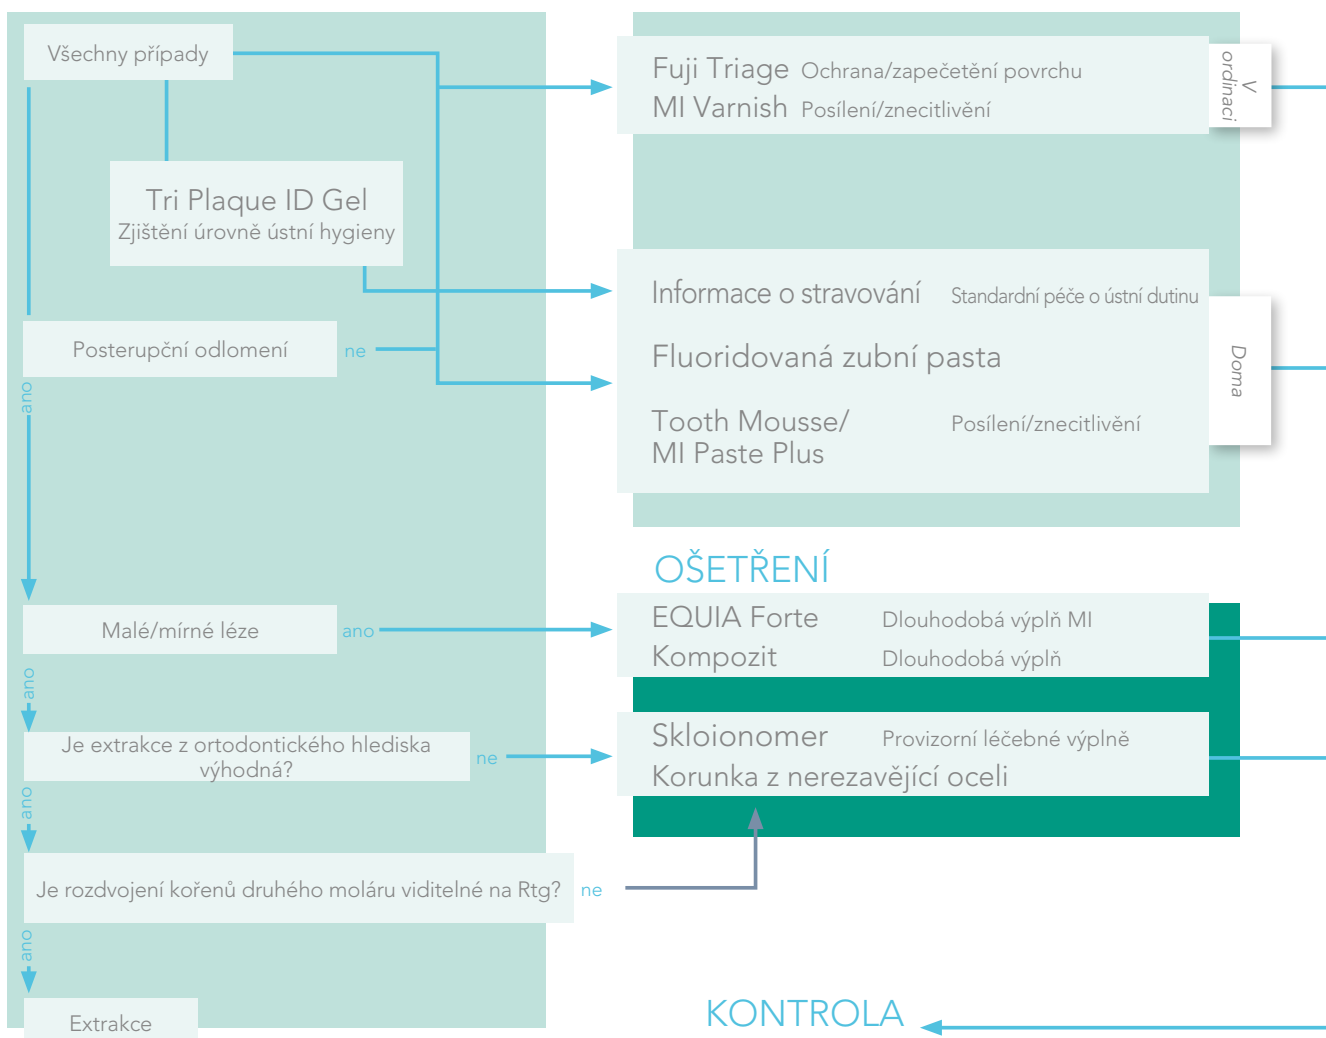 Všechny případy
Tri Plaque ID Gel
Zjištění úrovně ústní hygieny
Posterupční odlomení
ne
ano
Malé/mírné léze
ano
ano
Je extrakce z ortodontického hlediska
výhodná?
ne
ano
Je rozdvojení kořenů druhého moláru viditelné na Rtg?
ne
ano
Extrakce
Fuji Triage Ochrana/zapečetění povrchu
MI Varnish Posílení/znecitlivění
V
ordinaci
Informace o stravování Standardní péče o ústní dutinu
Fluoridovaná zubní pasta
Tooth Mousse/ Posílení/znecitlivění
MI Paste Plus
Doma
OŠETŘENÍ
EQUIA Forte Dlouhodobá výplň MI
Kompozit Dlouhodobá výplň
Skloionomer Provizorní léčebné výplně
Korunka z nerezavějící oceli
KONTROLA